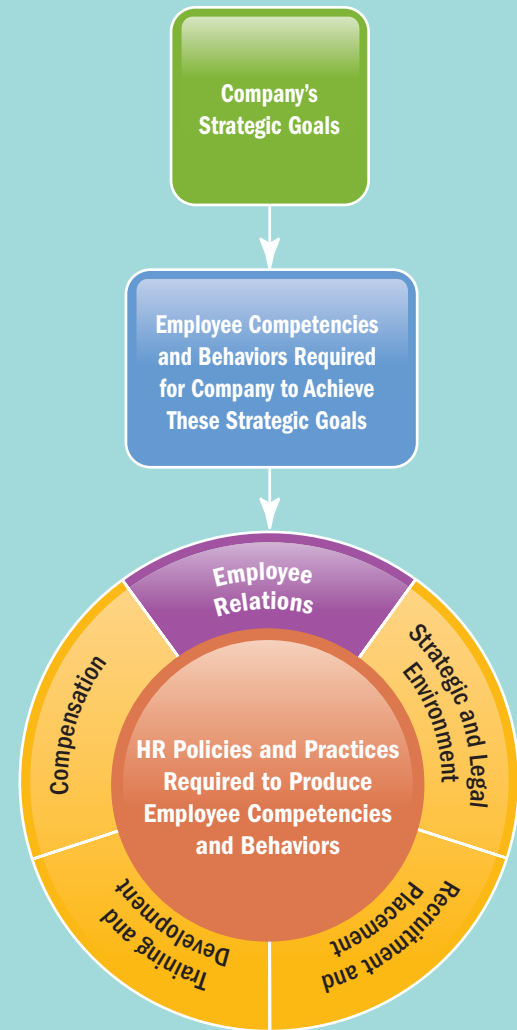 Company's
Strategic Goals
Employee Competencies
and Behaviors Required
for Company to Achieve
These Strategic Goals
Employee
Relations
Strategic and Legal
Environment
Recruitment and
Placement
Training and
Development
Compensation
HR Policies and Practices
Required to Produce
Employee Competencies
and Behaviors